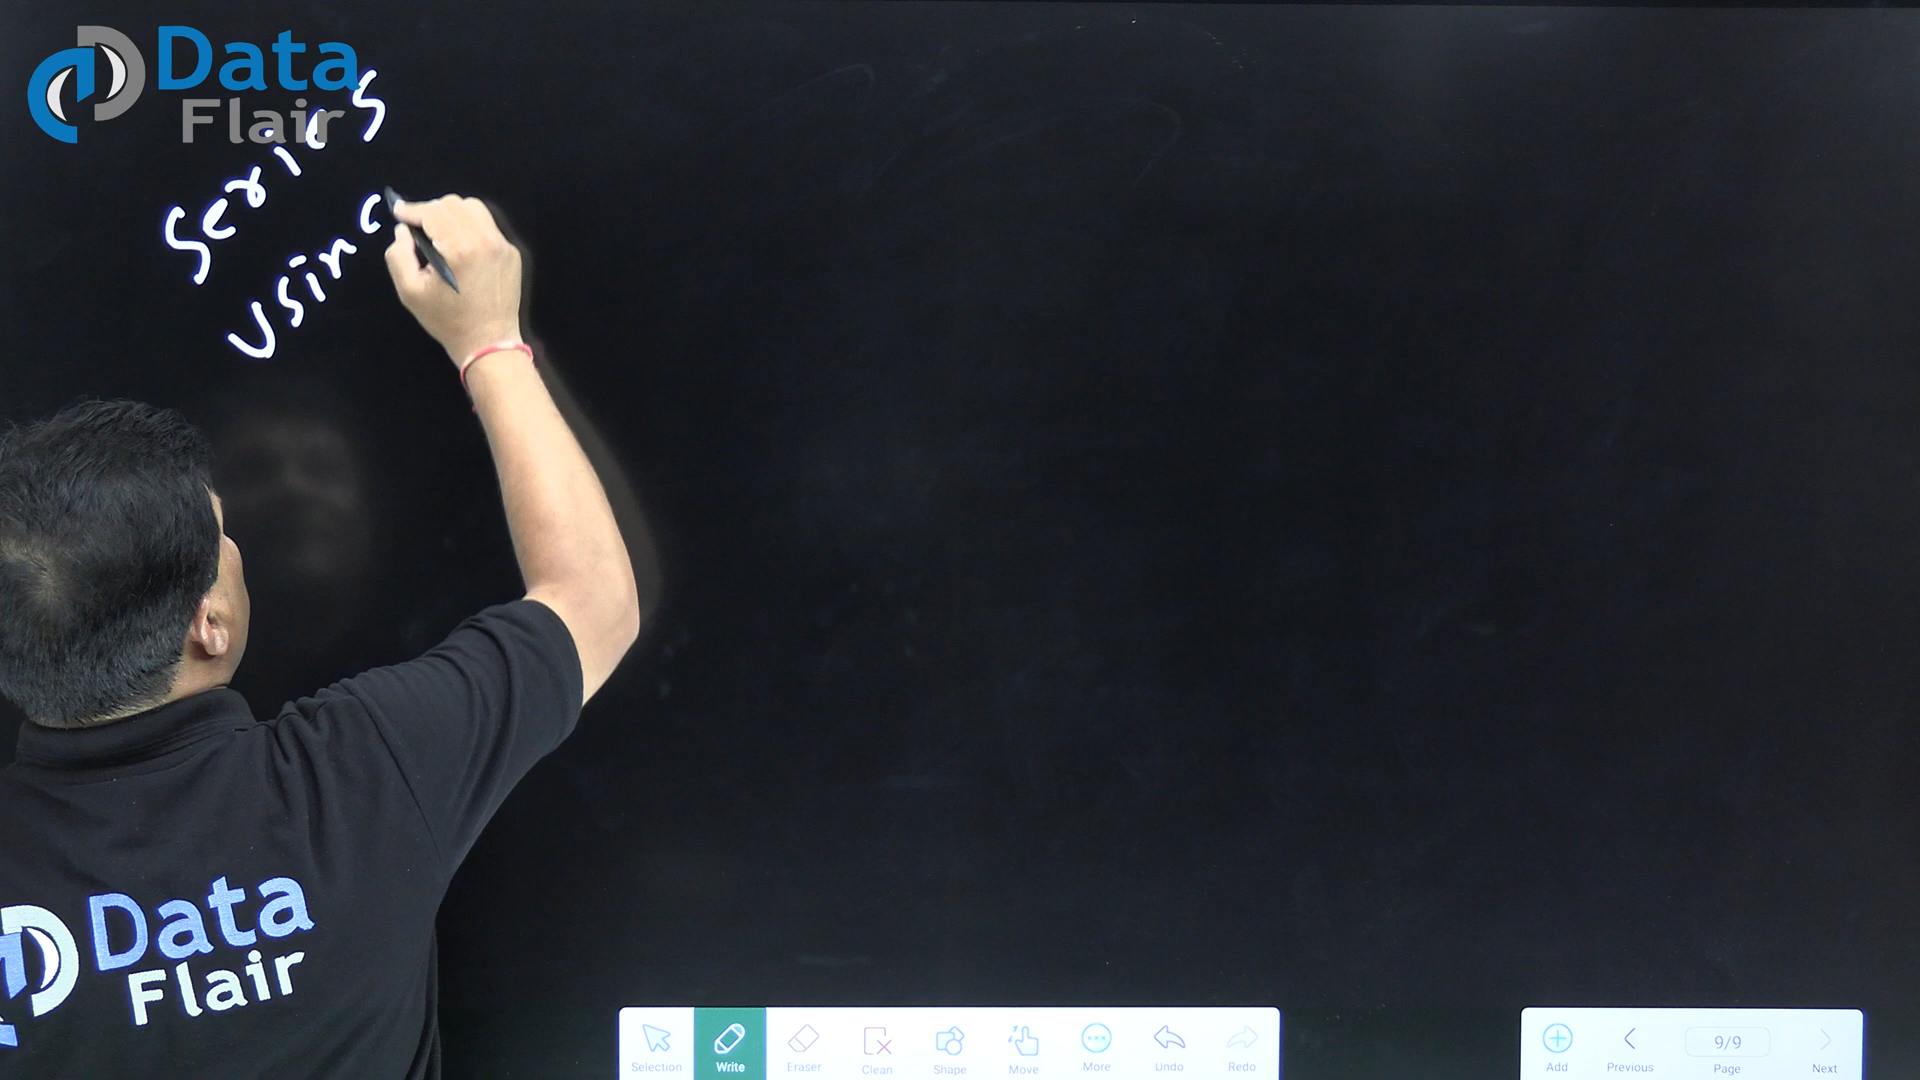 Data
Flair
Series
Using
Data
Flair
Selection
Write
Eraser
Clean
Shape
Move
More
Undo
Redo
Add
Previous
9/9
Page
Next